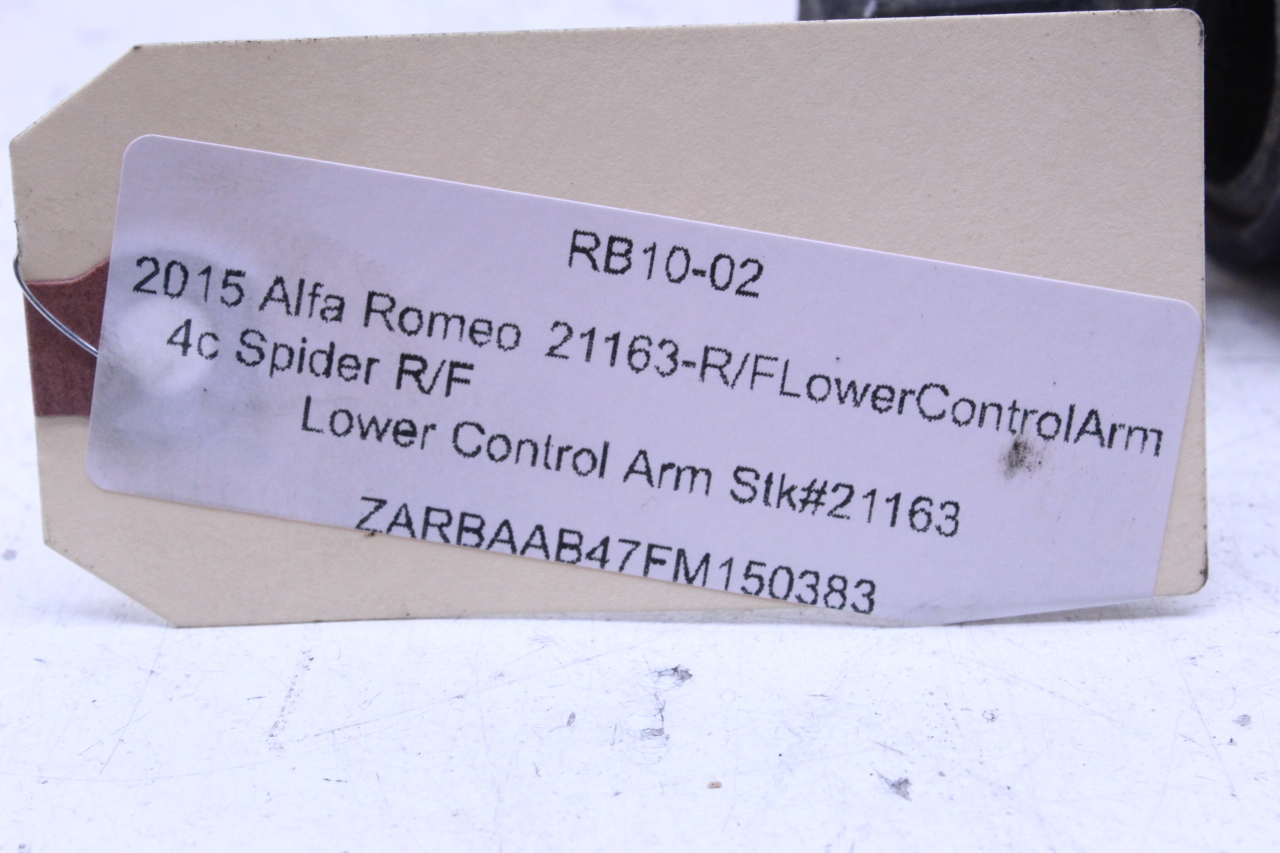 RB10-02
2015 Alfa Romeo 21163-R/FLowerControlArm
4c Spider R/F
Lower Control Arm Stk#21163
ZARBAAB47FM150383